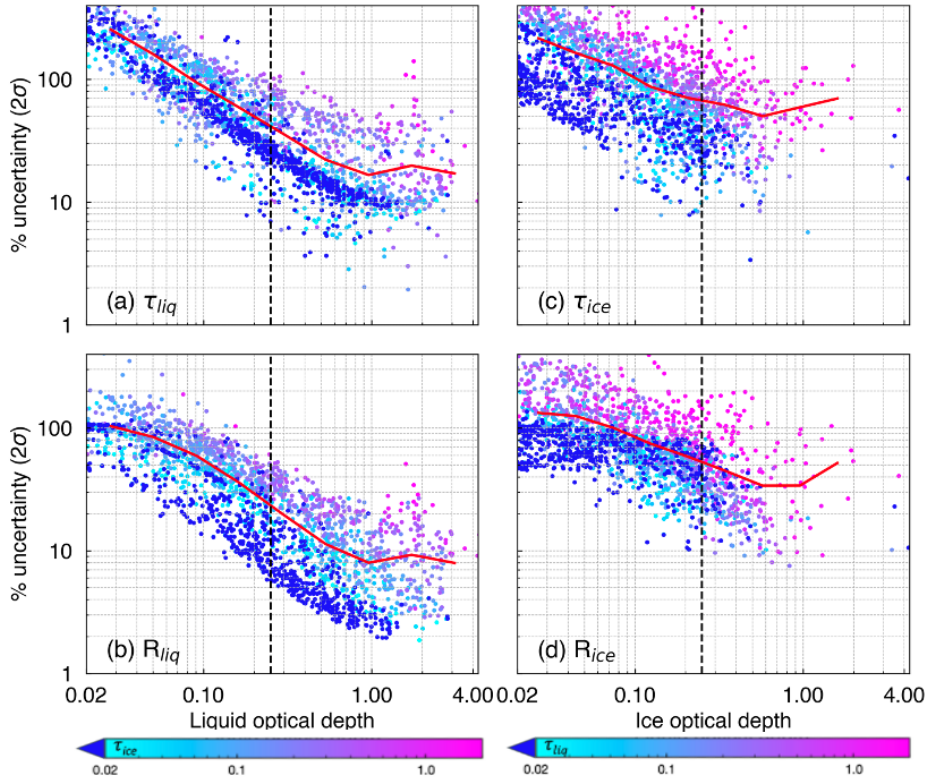 % uncertainty (2σ)
100
10
1
(a) τliq
(c) τice
% uncertainty (2σ)
100
10
1
(b) Rliq
(d) Rice
0.02 0.10 1.00 4.00 0.02 0.10 1.00 4.00
Liquid optical depth Ice optical depth
τice τliq
0.02 0.1 1.0 0.02 0.1 1.0